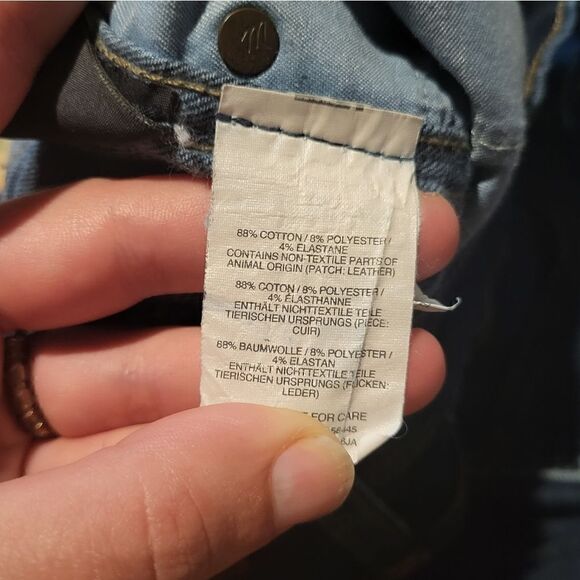 88% COTTON / 8% POLYESTER /
4% ELASTANE
CONTAINS NON-TEXTILE PARTS OF
ANIMAL ORIGIN (PATCH: LEATHER)
88% COTON / 8% POLYESTER /
4% ÉLASTHANNE
ENTHÄLT NICHTTEXTILE TEILE
TIERISCHEN URSPRUNGS (PIÈCE:
CUIR)
68% BAUMWOLLE / 8% POLYESTER /
4% ELASTAN
ENTHÄLT NICHTTEXTILE TEILE
TIERISCHEN URSPRUNGS (FLICKEN:
LEDER)
FOR CARE